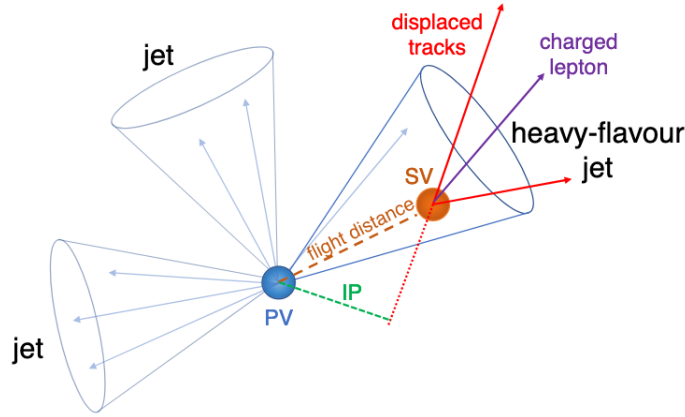 displaced
tracks
charged
lepton
jet
heavy-flavour
jet
SV
flight distance
IP
PV
jet